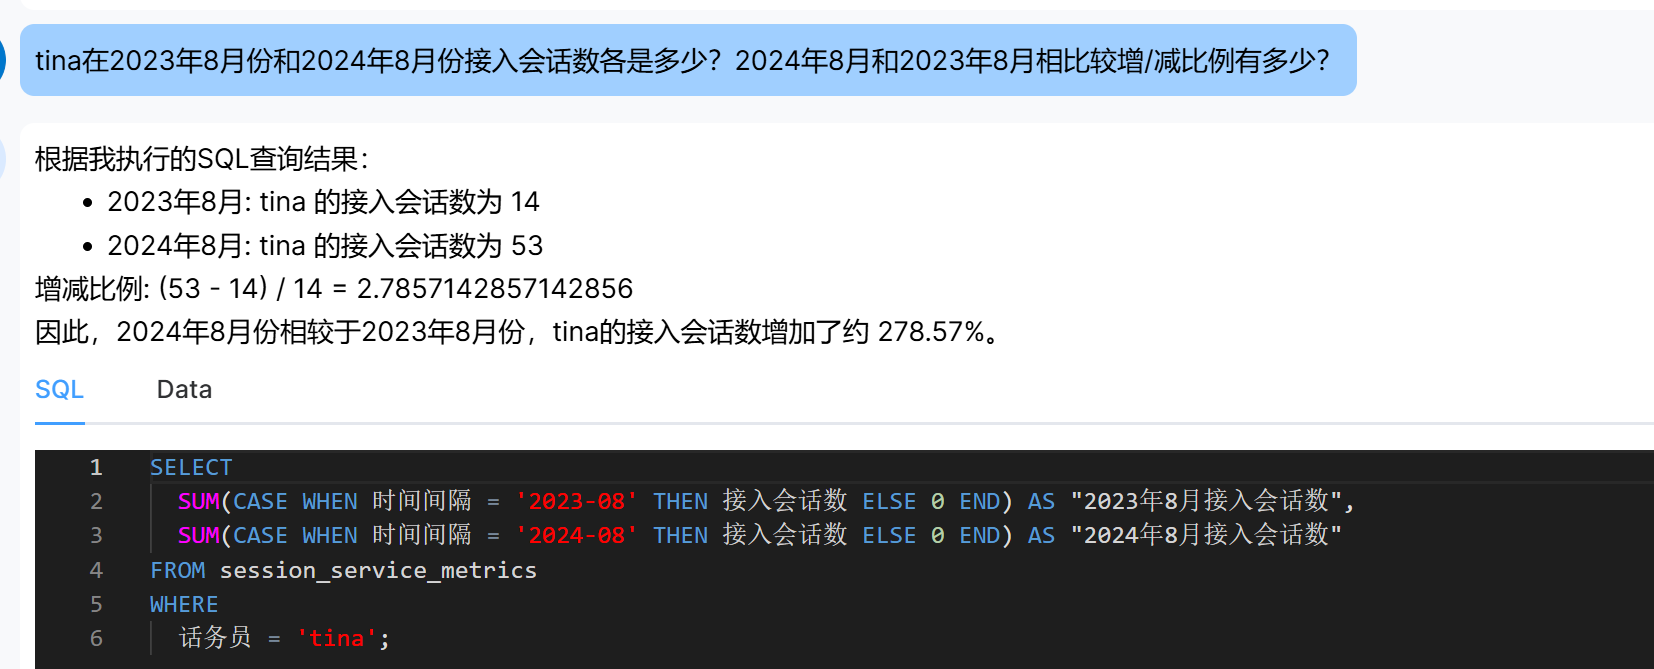 tina在2023年8月份和2024年8月份接入会话数各是多少？2024年8月和2023年8月相比较增/减比例有多少？
根据我执行的SQL查询结果：
• 2023年8月: tina 的接入会话数为 14
• 2024年8月: tina 的接入会话数为 53
增减比例: (53 - 14) / 14 = 2.7857142857142856
因此，2024年8月份相较于2023年8月份，tina的接入会话数增加了约 278.57%。
SQL Data
1 SELECT
2 SUM(CASE WHEN 时间间隔 = '2023-08' THEN 接入会话数 ELSE 0 END) AS "2023年8月接入会话数",
3 SUM(CASE WHEN 时间间隔 = '2024-08' THEN 接入会话数 ELSE 0 END) AS "2024年8月接入会话数"
4 FROM session_service_metrics
5 WHERE
6 话务员 = 'tina';